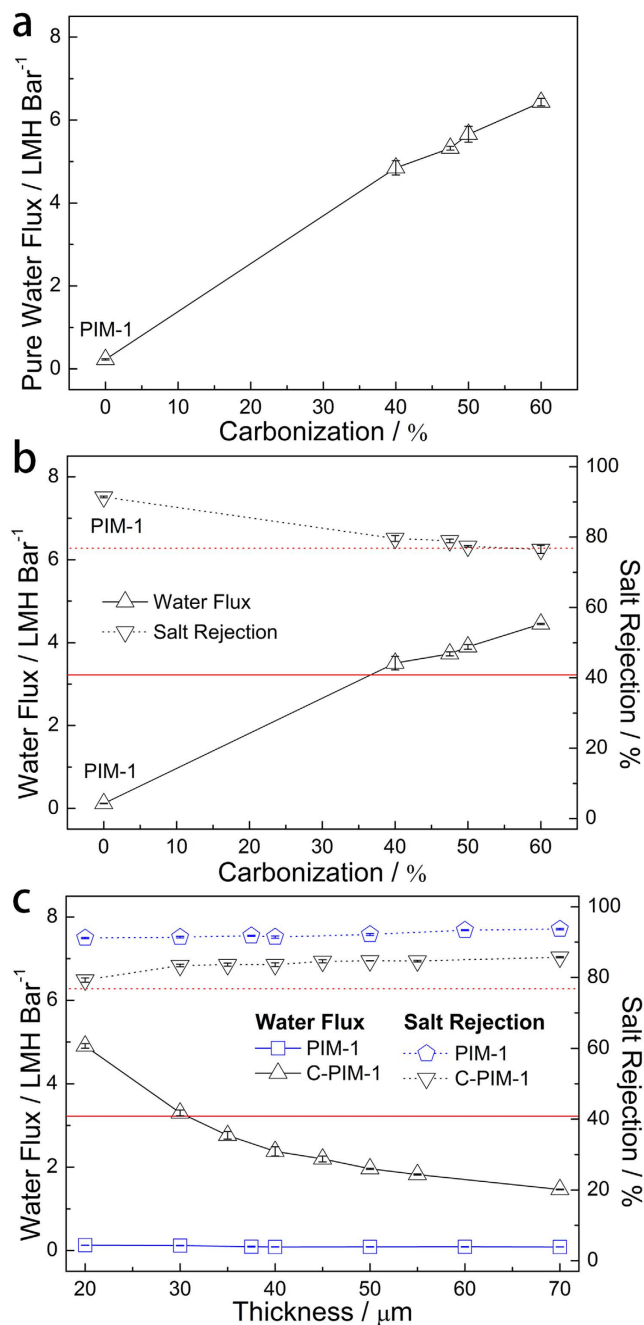 a
Pure Water Flux / LMH Bar⁻¹
8
6
4
2
0
PIM-1
0 10 20 30 40 50 60
Carbonization / %
b
Water Flux / LMH Bar⁻¹
8
6
4
2
0
PIM-1
Water Flux
Salt Rejection
PIM-1
100
80
60
40
20
0
Salt Rejection / %
0 10 20 30 40 50 60
Carbonization / %
c
Water Flux / LMH Bar⁻¹
8
6
4
2
0
Water Flux Salt Rejection
PIM-1 PIM-1
C-PIM-1 C-PIM-1
100
80
60
40
20
0
Salt Rejection / %
20 30 40 50 60 70
Thickness / μm